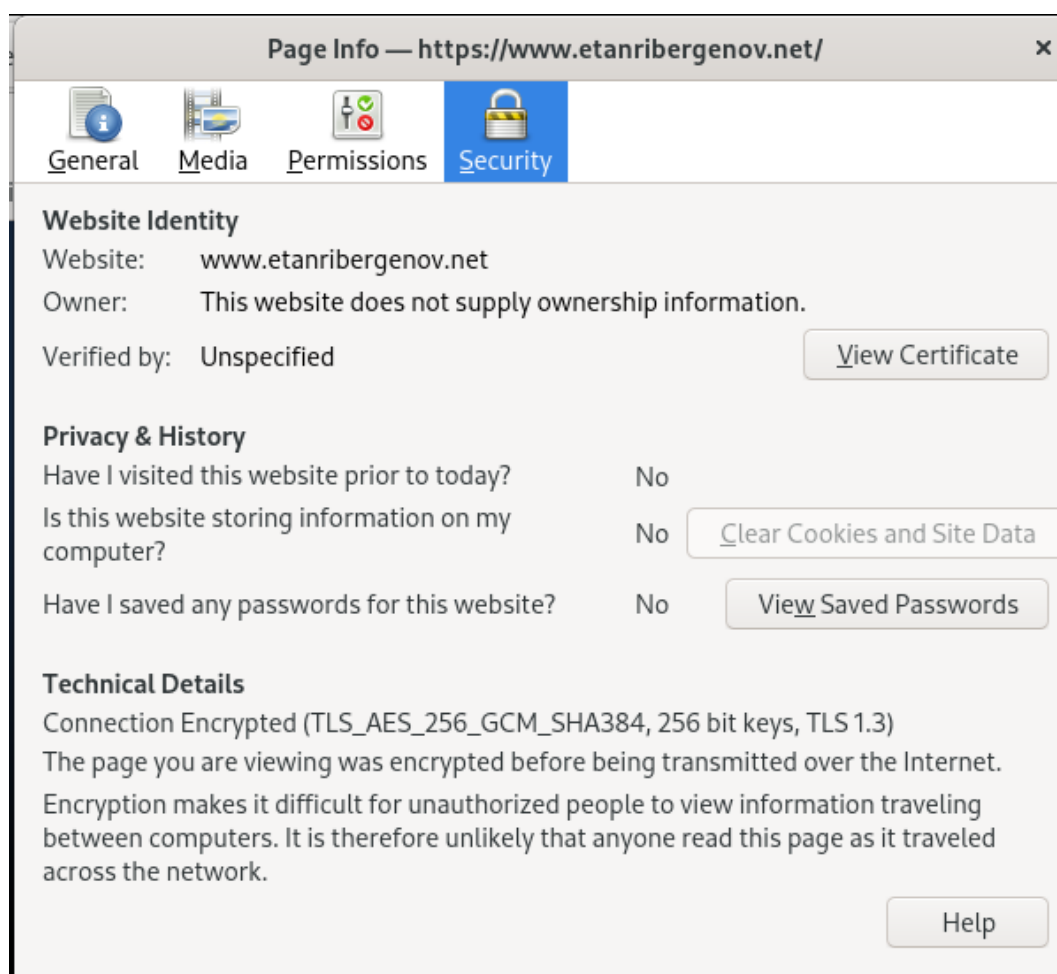 Page Info — https://www.etanribergenov.net/ ×
General Media Permissions Security
Website Identity
Website: www.etanribergenov.net
Owner: This website does not supply ownership information.
Verified by: Unspecified View Certificate
Privacy & History
Have I visited this website prior to today? No
Is this website storing information on my
computer? No Clear Cookies and Site Data
Have I saved any passwords for this website? No View Saved Passwords
Technical Details
Connection Encrypted (TLS_AES_256_GCM_SHA384, 256 bit keys, TLS 1.3)
The page you are viewing was encrypted before being transmitted over the Internet.
Encryption makes it difficult for unauthorized people to view information traveling
between computers. It is therefore unlikely that anyone read this page as it traveled
across the network.
Help